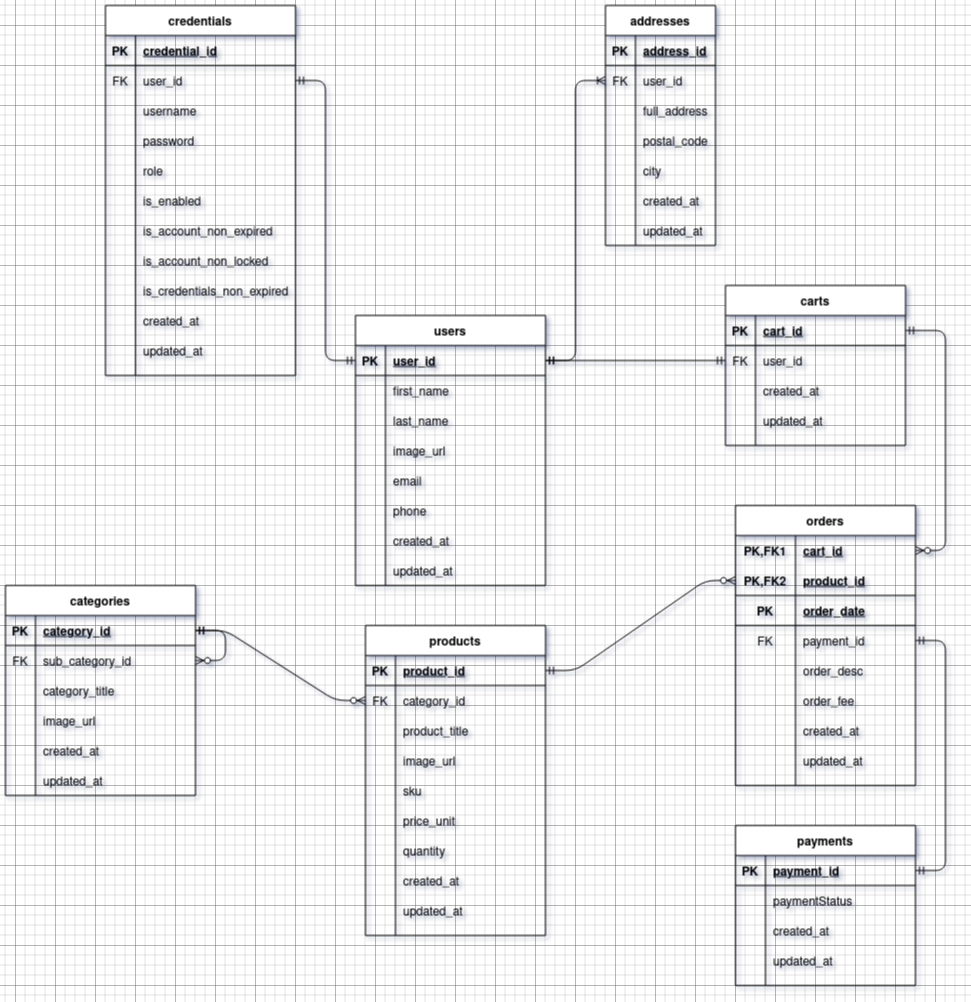 credentials
PK credential_id
FK user_id
username
password
role
is_enabled
is_account_non_expired
is_account_non_locked
is_credentials_non_expired
created_at
updated_at
addresses
PK address_id
FK user_id
full_address
postal_code
city
created_at
updated_at
users
PK user_id
first_name
last_name
image_url
email
phone
created_at
updated_at
carts
PK cart_id
FK user_id
created_at
updated_at
orders
PK,FK1 cart_id
PK,FK2 product_id
PK order_date
FK payment_id
order_desc
order_fee
created_at
updated_at
categories
PK category_id
FK sub_category_id
category_title
image_url
created_at
updated_at
products
PK product_id
FK category_id
product_title
image_url
sku
price_unit
quantity
created_at
updated_at
payments
PK payment_id
paymentStatus
created_at
updated_at